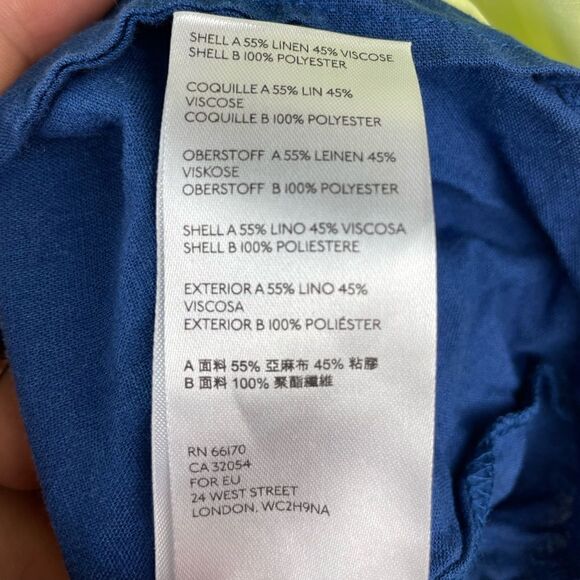 SHELL A 55% LINEN 45% VISCOSE
SHELL B 100% POLYESTER
COQUILLE A 55% LIN 45%
VISCOSE
COQUILLE B 100% POLYESTER
OBERSTOFF A 55% LEINEN 45%
VISKOSE
OBERSTOFF B 100% POLYESTER
SHELL A 55% LINO 45% VISCOSA
SHELL B 100% POLIESTERE
EXTERIOR A 55% LINO 45%
VISCOSA
EXTERIOR B 100% POLIÉSTER
A 面料 55% 亞麻布 45% 粘膠
B 面料 100% 聚酯纖維
RN 66170
CA 32054
FOR EU
24 WEST STREET
LONDON, WC2H9NA